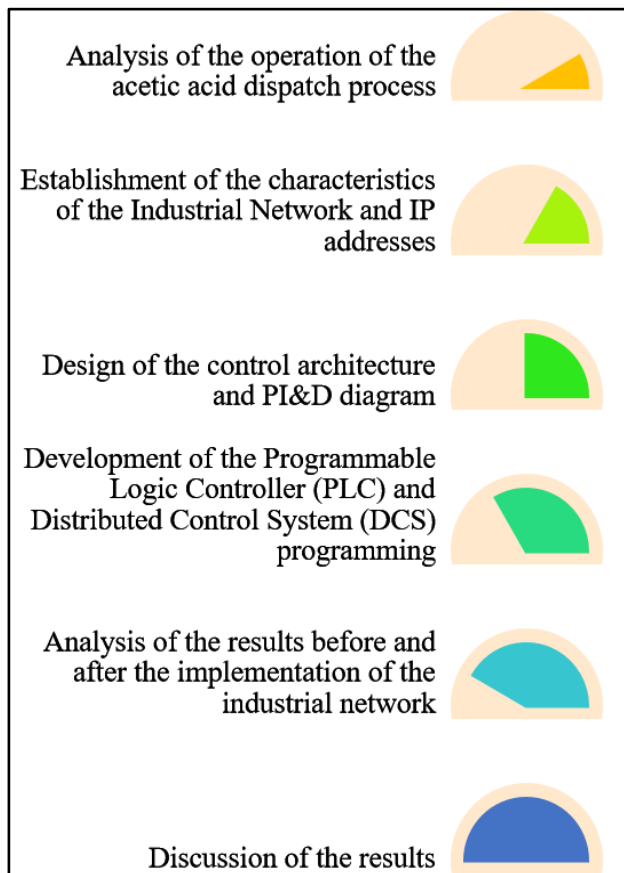 Analysis of the operation of the
acetic acid dispatch process
Establishment of the characteristics
of the Industrial Network and IP
addresses
Design of the control architecture
and PI&D diagram
Development of the Programmable
Logic Controller (PLC) and
Distributed Control System (DCS)
programming
Analysis of the results before and
after the implementation of the
industrial network
Discussion of the results